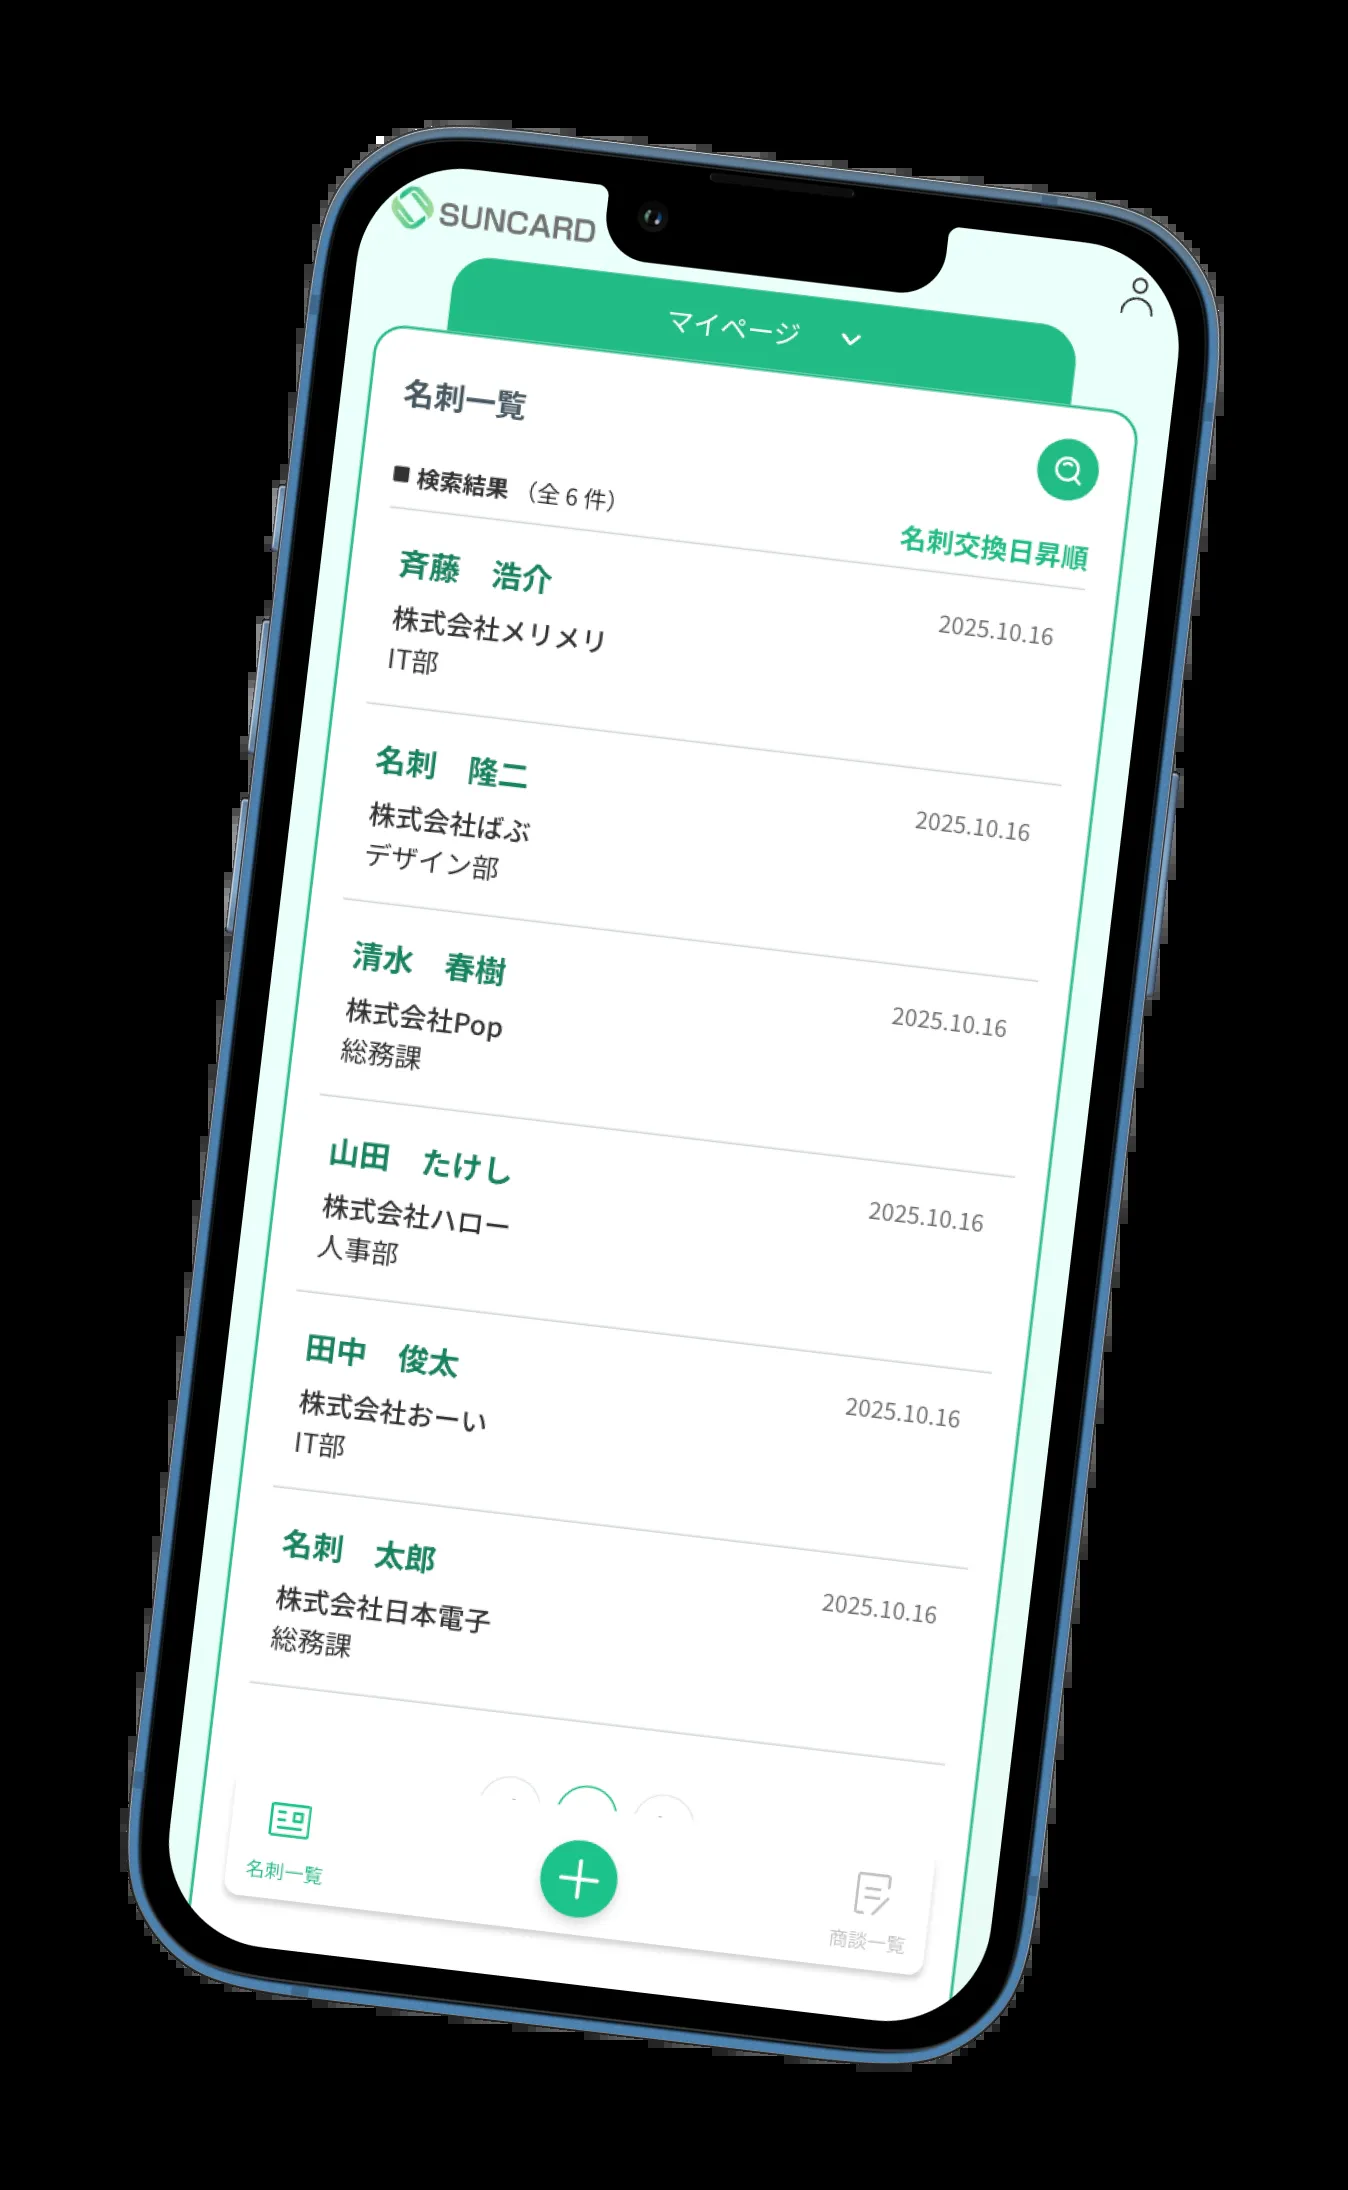 SUNCARD
マイページ
名刺一覧
■ 検索結果 （全 6 件）
名刺交換日昇順
斉藤　浩介
2025.10.16
株式会社メリメリ
IT部
名刺　隆二
2025.10.16
株式会社ばぶ
デザイン部
清水　春樹
2025.10.16
株式会社Pop
総務課
山田　たけし
2025.10.16
株式会社ハロー
人事部
田中　俊太
2025.10.16
株式会社おーい
IT部
名刺　太郎
2025.10.16
株式会社日本電子
総務課
名刺一覧
商談一覧